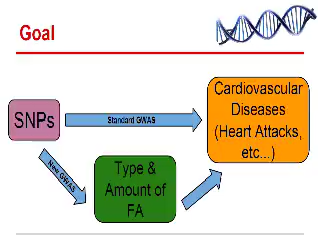 Goal
SNPs
Standard GWAS
Cardiovascular
Diseases
(Heart Attacks,
etc...)
New GWAS
Type &
Amount of
FA